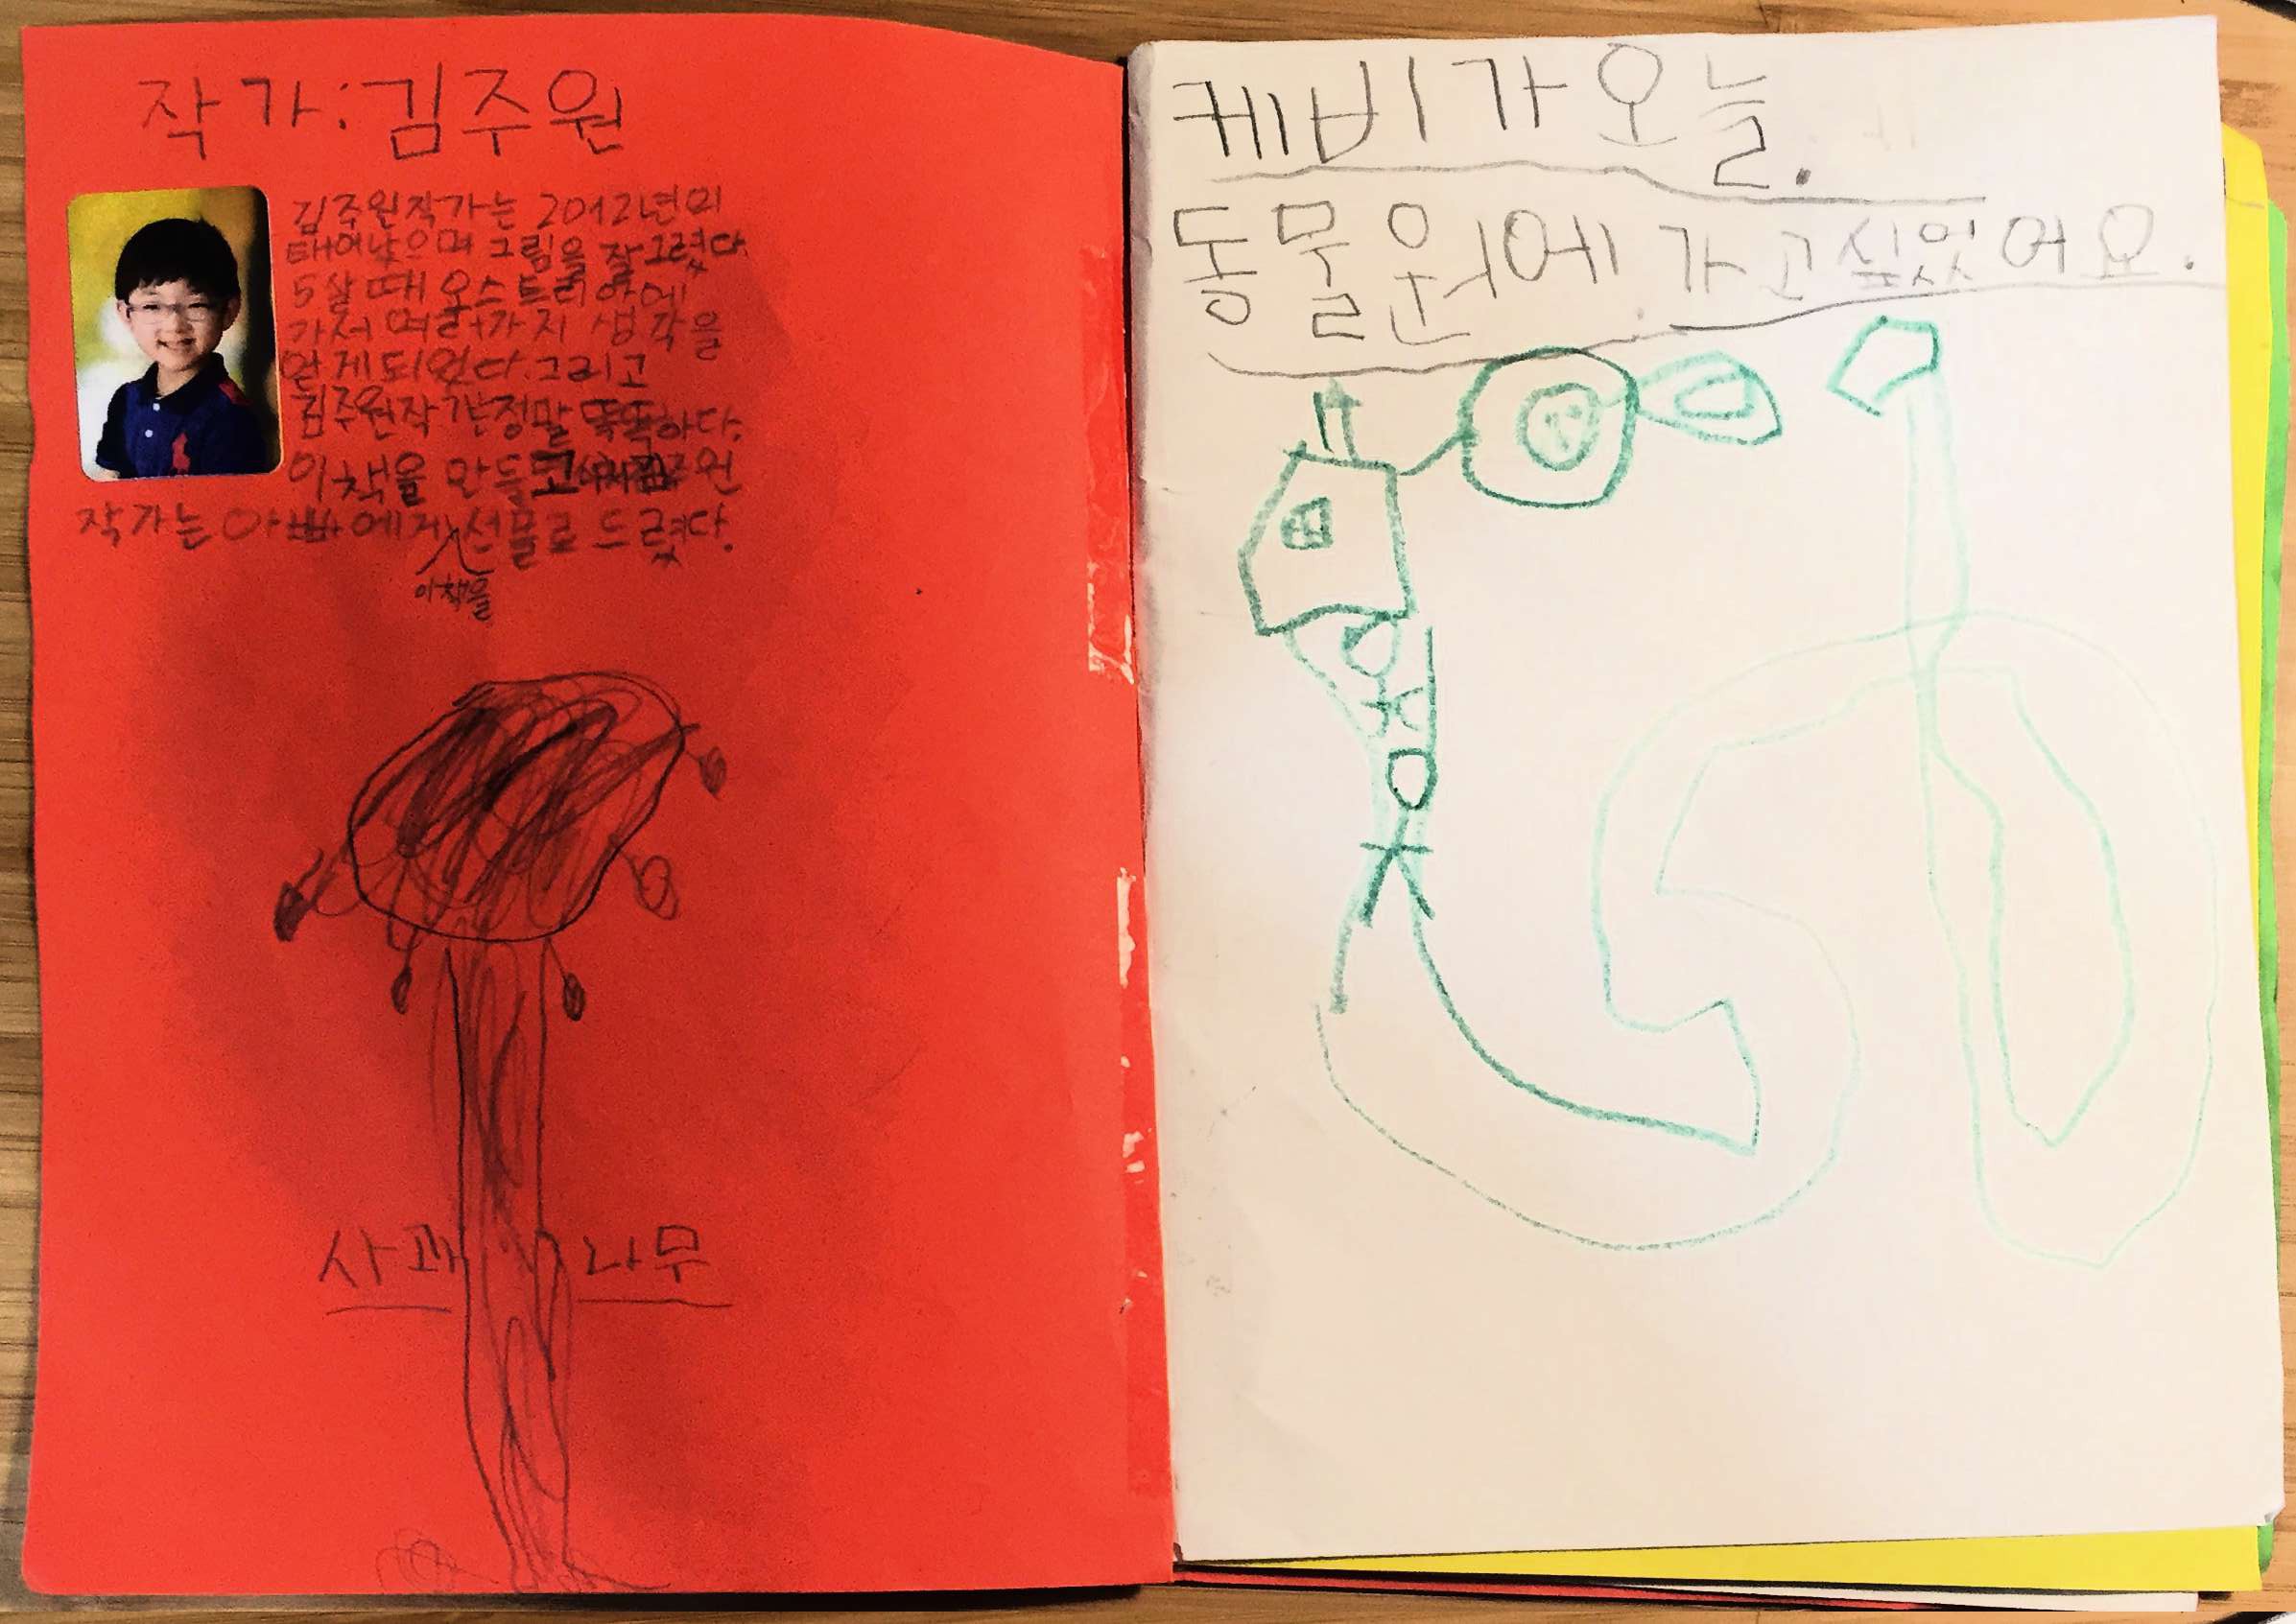 작가:김주원
김주원작가는 2012년에
태어났으며 그림을 잘그렸다.
5살때 오스트리아에
가서 여러가지 생각을
얻게되었다.그리고
김주원작가는정말 똑똑하다.
이책을 만들고 김주원
작가는 아빠에게 선물로 드렸다.
이책을
사과 나무
케비가오늘.
동물원에 가고싶었어요.